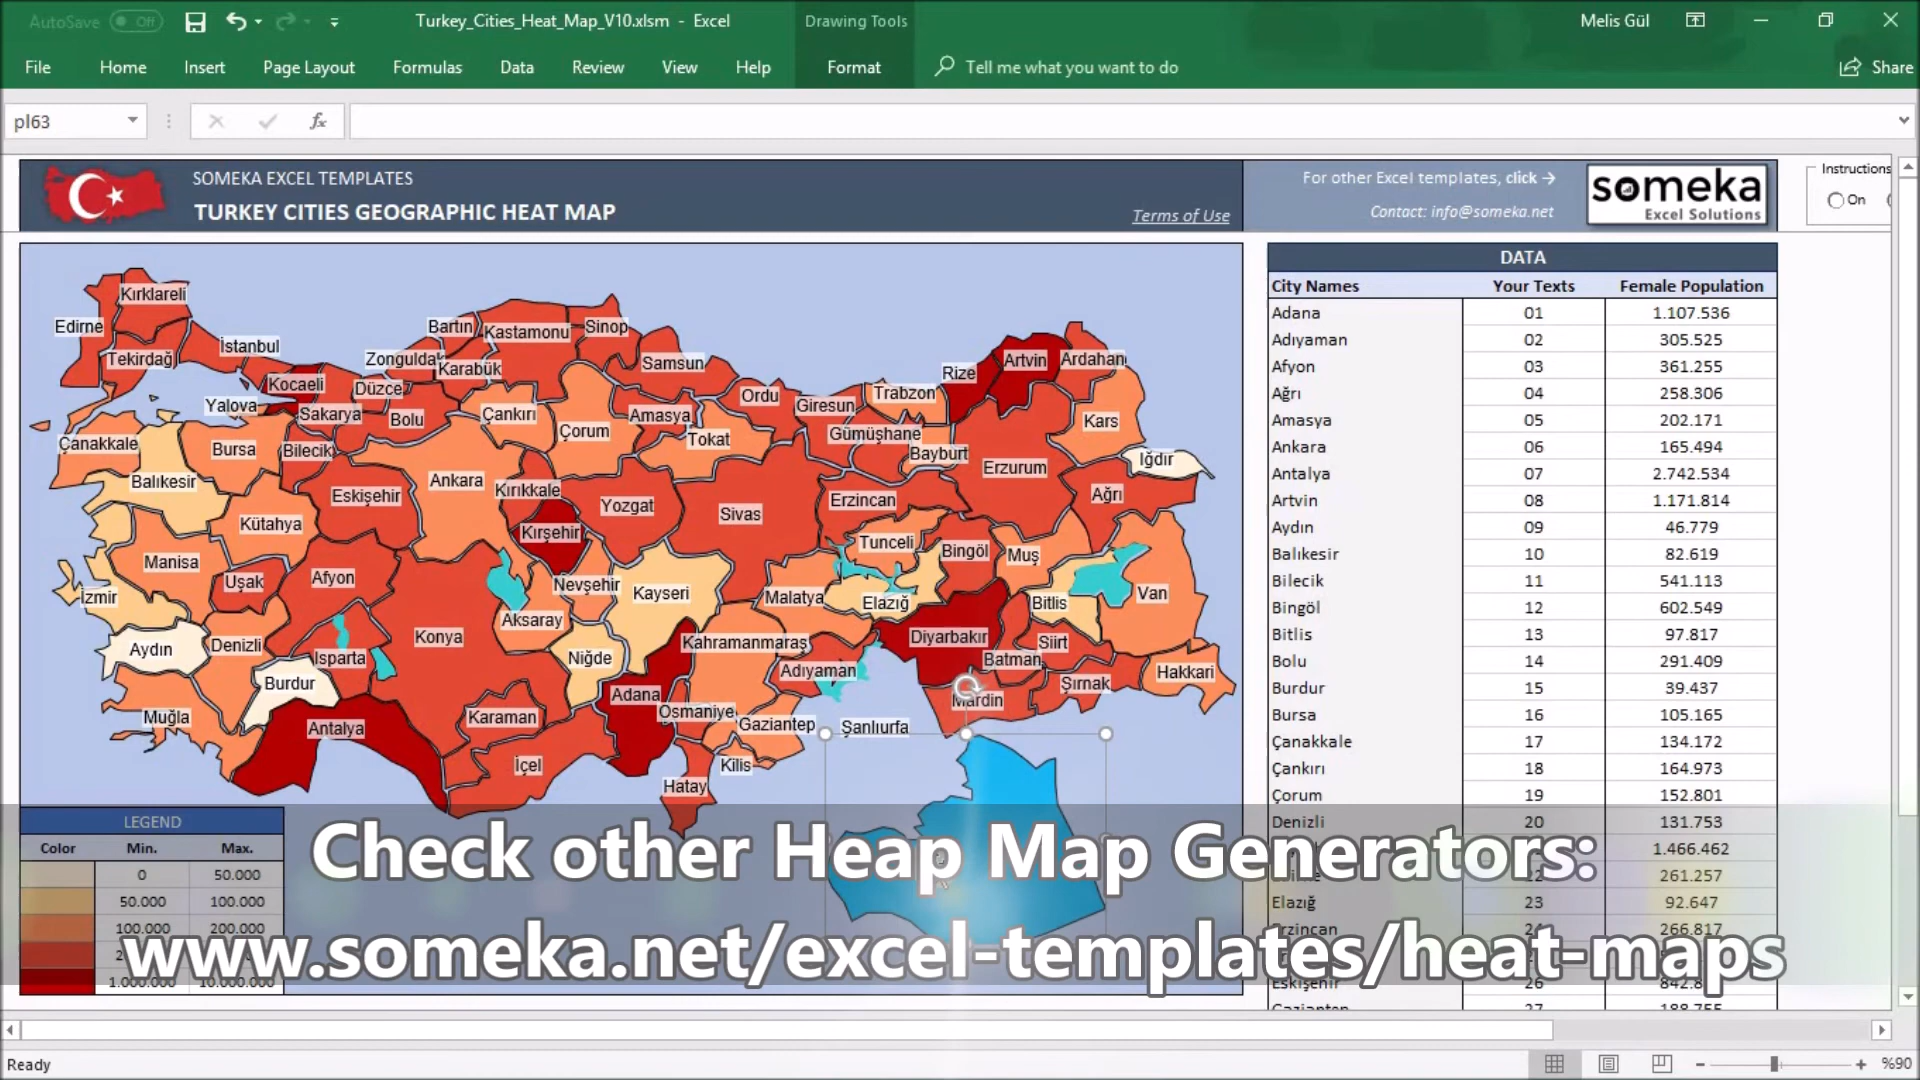 AutoSave Off
Turkey_Cities_Heat_Map_V10.xlsm - Excel
Drawing Tools
Melis Gül
File Home Insert Page Layout Formulas Data Review View Help Format Tell me what you want to do Share
pl63
fx
SOMEKA EXCEL TEMPLATES
TURKEY CITIES GEOGRAPHIC HEAT MAP
Terms of Use
For other Excel templates, click →
Contact: info@someka.net
someka
Excel Solutions
Instructions
On
Kırklareli
Edirne
Tekirdağ
İstanbul
Kocaeli
Yalova
Sakarya
Düzce
Bolu
Zonguldak
Bartın
Karabük
Kastamonu
Sinop
Samsun
Çankırı
Çorum
Amasya
Tokat
Ordu
Giresun
Trabzon
Gümüşhane
Bayburt
Rize
Artvin
Ardahan
Kars
Iğdır
Erzurum
Ağrı
Çanakkale
Bursa
Bilecik
Balıkesir
Eskişehir
Ankara
Kırıkkale
Yozgat
Sivas
Erzincan
Kütahya
Kırşehir
Tunceli
Bingöl
Muş
Manisa
Uşak
Afyon
Nevşehir
Kayseri
Malatya
Elazığ
Bitlis
Van
İzmir
Aydın
Denizli
Isparta
Konya
Aksaray
Niğde
Kahramanmaraş
Adıyaman
Diyarbakır
Batman
Siirt
Hakkari
Burdur
Muğla
Antalya
Karaman
Adana
Osmaniye
Gaziantep
Şanlıurfa
Mardin
Şırnak
İçel
Kilis
Hatay
DATA
City Names Your Texts Female Population
Adana 01 1.107.536
Adıyaman 02 305.525
Afyon 03 361.255
Ağrı 04 258.306
Amasya 05 202.171
Ankara 06 165.494
Antalya 07 2.742.534
Artvin 08 1.171.814
Aydın 09 46.779
Balıkesir 10 82.619
Bilecik 11 541.113
Bingöl 12 602.549
Bitlis 13 97.817
Bolu 14 291.409
Burdur 15 39.437
Bursa 16 105.165
Çanakkale 17 134.172
Çankırı 18 164.973
Çorum 19 152.801
Denizli 20 131.753
1.466.462
22 261.257
Elazığ 23 92.647
Erzincan 24 266.817
Eskişehir 26
Gaziantep 27 188.755
LEGEND
Color Min. Max.
0 50.000
50.000 100.000
100.000 200.000
1.000.000 10.000.000
Check other Heap Map Generators:
www.someka.net/excel-templates/heat-maps
Ready
%90